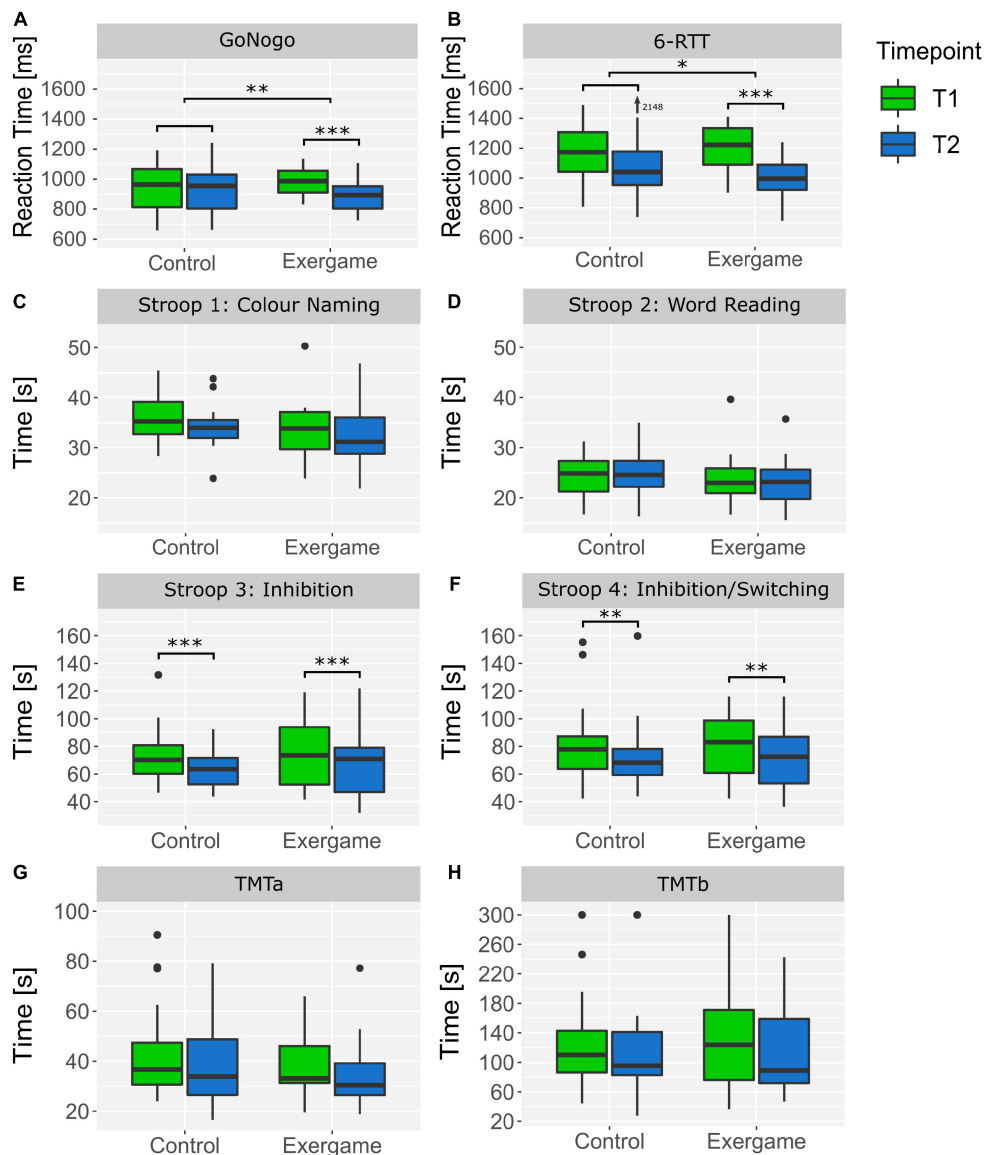 A
GoNogo
Reaction Time [ms]
1600
1400
1200
1000
800
600
**
***
Control Exergame
B
6-RTT
Reaction Time [ms]
1600
1400
1200
1000
800
600
*
2148
***
Control Exergame
Timepoint
T1
T2
C
Stroop 1: Colour Naming
Time [s]
50
40
30
20
Control Exergame
D
Stroop 2: Word Reading
Time [s]
50
40
30
20
Control Exergame
E
Stroop 3: Inhibition
Time [s]
160
140
120
100
80
60
40
***
***
Control Exergame
F
Stroop 4: Inhibition/Switching
Time [s]
160
140
120
100
80
60
40
**
**
Control Exergame
G
TMTa
Time [s]
100
80
60
40
20
Control Exergame
H
TMTb
Time [s]
300
260
220
180
140
100
60
20
Control Exergame